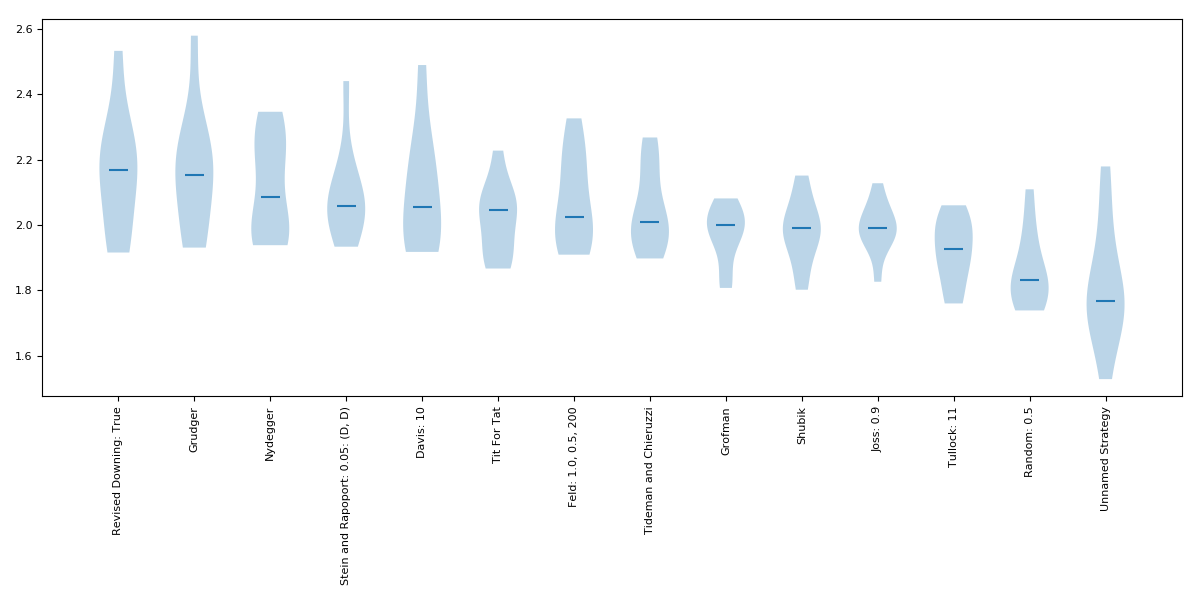 2.6
2.4
2.2
2.0
1.8
1.6
Revised Downing: True
Grudger
Nydegger
Stein and Rapoport: 0.05: (D, D)
Davis: 10
Tit For Tat
Feld: 1.0, 0.5, 200
Tideman and Chieruzzi
Grofman
Shubik
Joss: 0.9
Tullock: 11
Random: 0.5
Unnamed Strategy